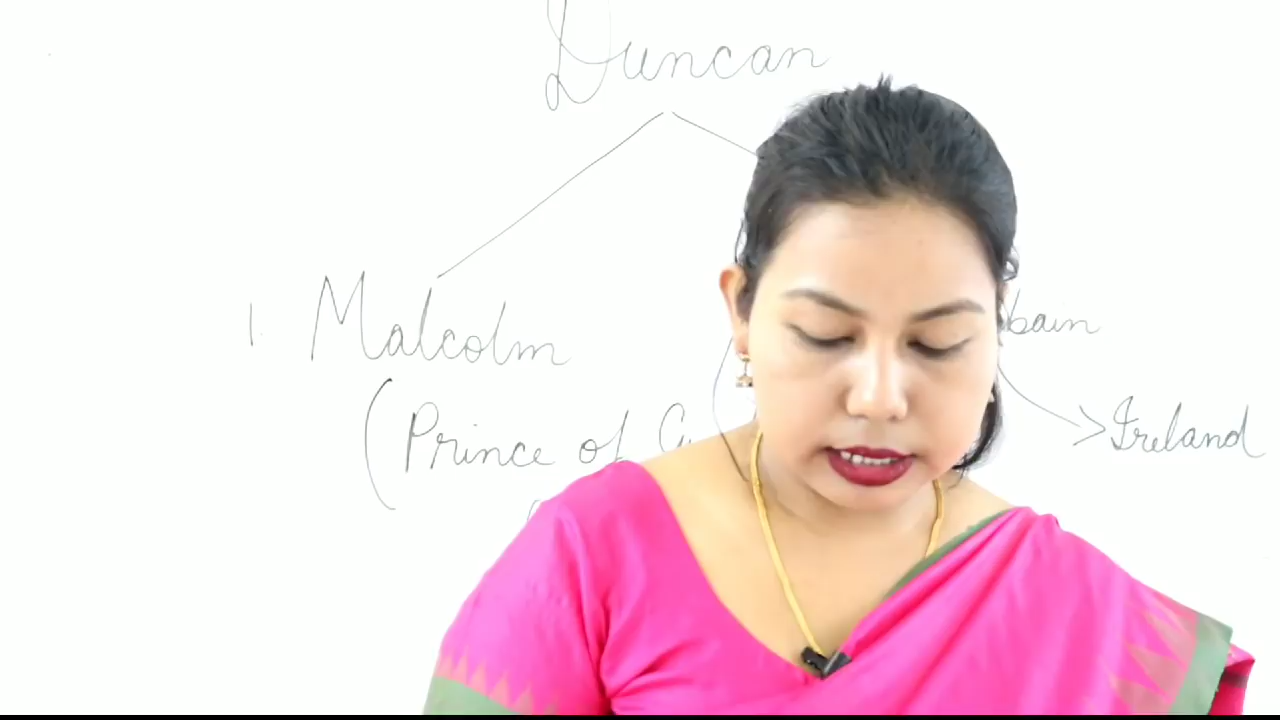 Duncan
1. Malcolm
bain
(Prince of
Ireland